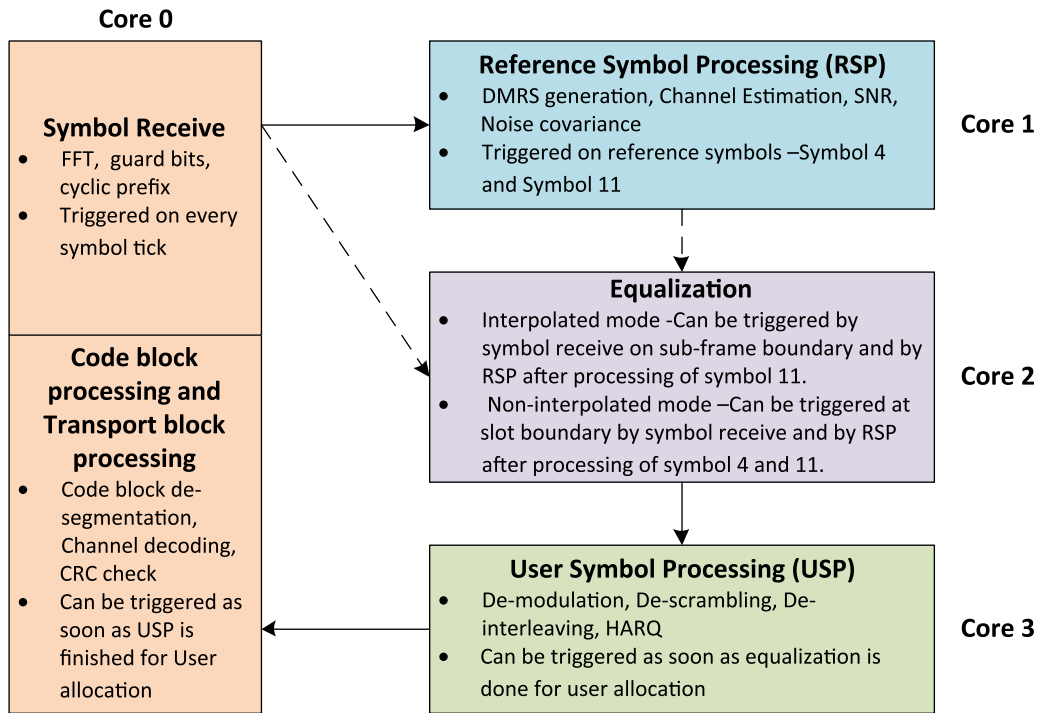 Core 0
Symbol Receive
• FFT, guard bits,
cyclic prefix
• Triggered on every
symbol tick
Code block
processing and
Transport block
processing
• Code block de-
segmentation,
Channel decoding,
CRC check
• Can be triggered as
soon as USP is
finished for User
allocation
Reference Symbol Processing (RSP)
• DMRS generation, Channel Estimation, SNR,
Noise covariance
• Triggered on reference symbols –Symbol 4
and Symbol 11
Core 1
Equalization
• Interpolated mode -Can be triggered by
symbol receive on sub-frame boundary and by
RSP after processing of symbol 11.
• Non-interpolated mode –Can be triggered at
slot boundary by symbol receive and by RSP
after processing of symbol 4 and 11.
Core 2
User Symbol Processing (USP)
• De-modulation, De-scrambling, De-
interleaving, HARQ
• Can be triggered as soon as equalization is
done for user allocation
Core 3